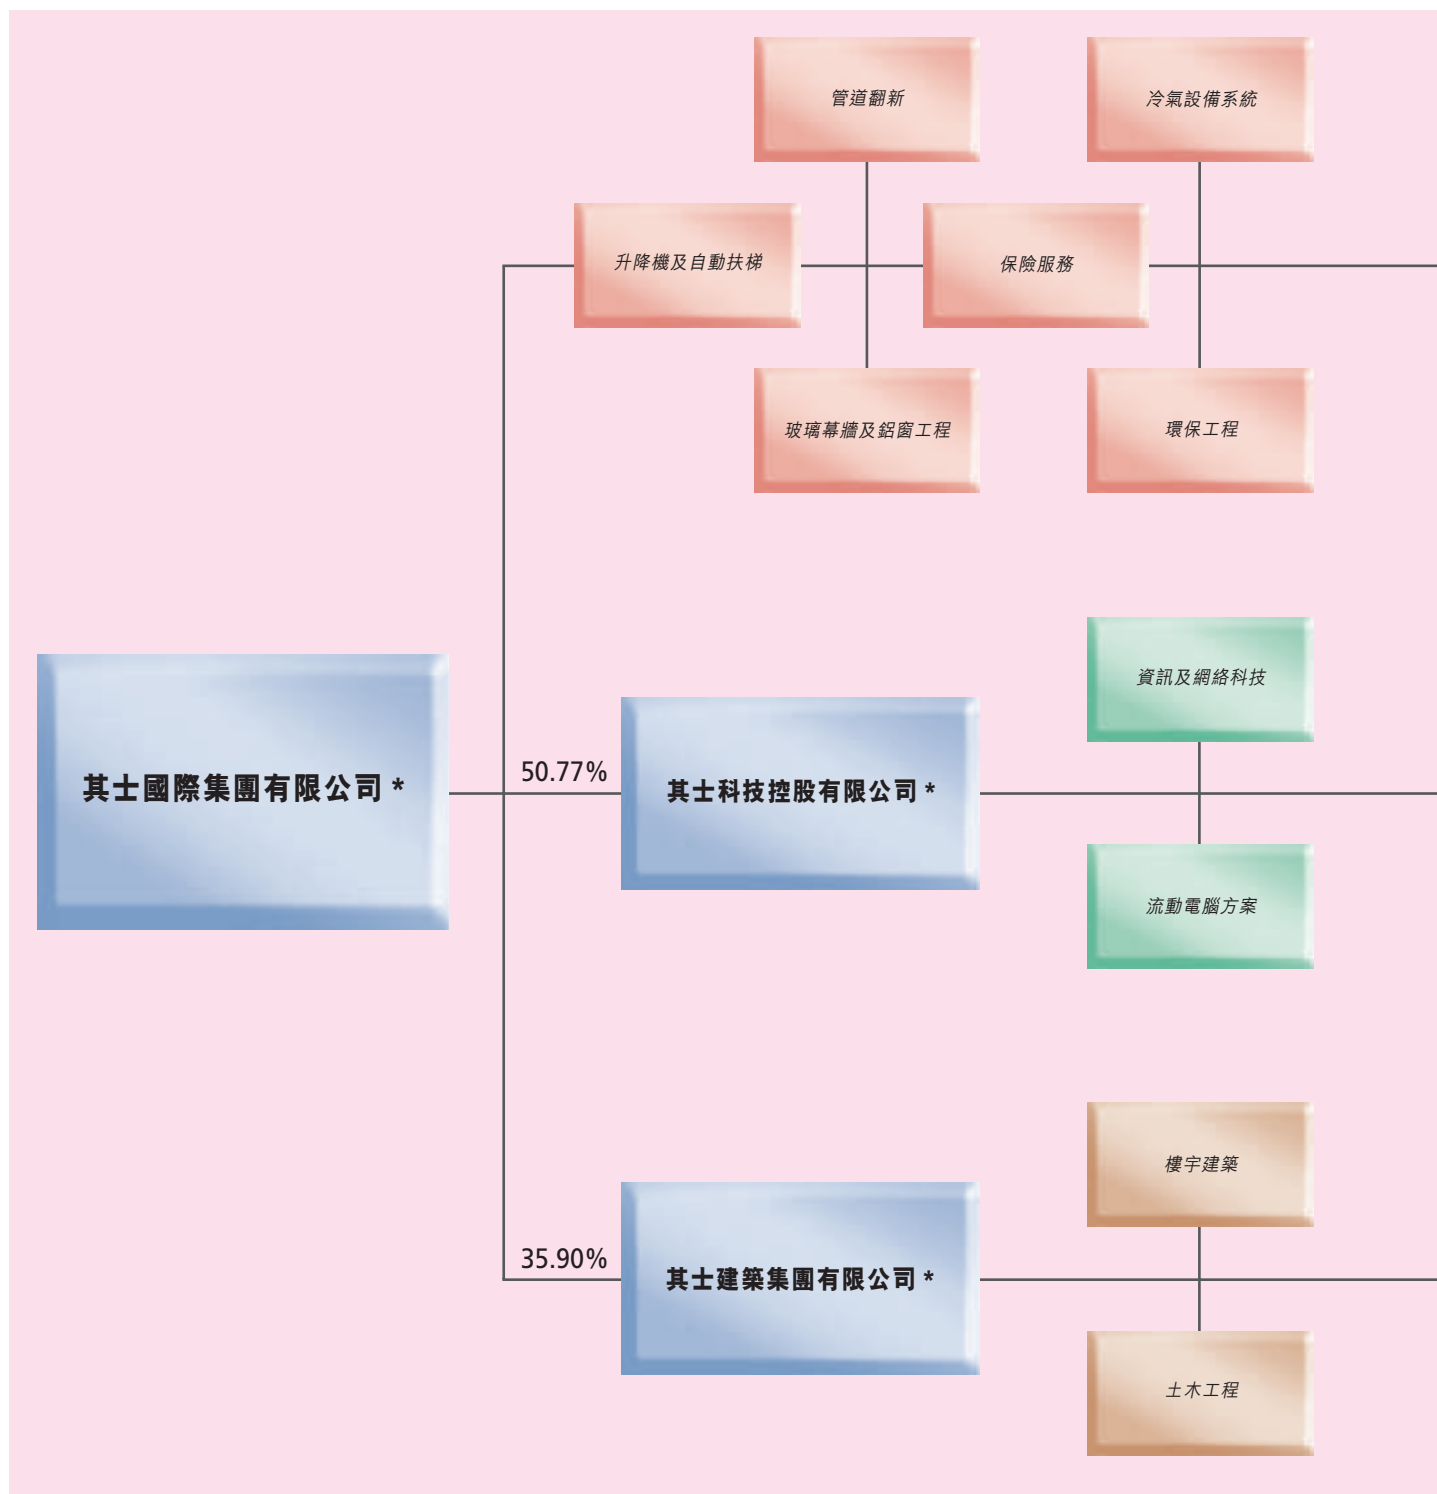 管道翻新
冷氣設備系統
升降機及自動扶梯
保險服務
玻璃幕牆及鋁窗工程
環保工程
資訊及網絡科技
其士國際集團有限公司 *
50.77%
其士科技控股有限公司 *
流動電腦方案
樓宇建築
35.90%
其士建築集團有限公司 *
土木工程